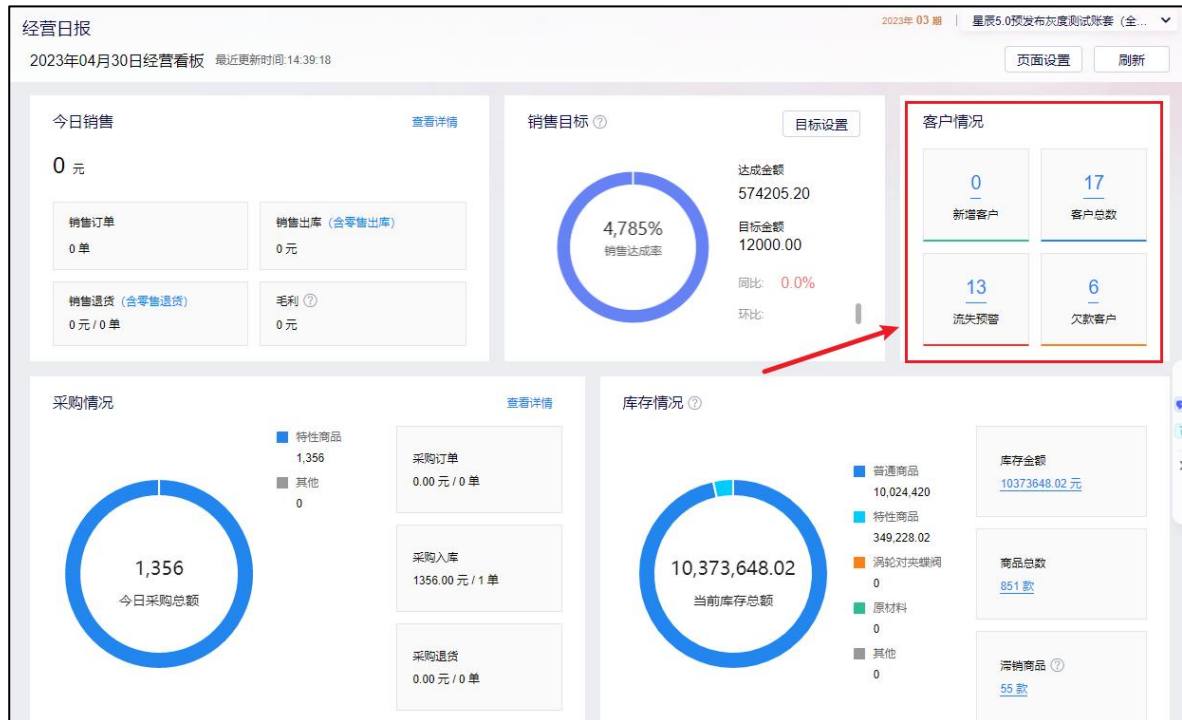 经营日报
2023年 03 期
星辰5.0预发布灰度测试账套（全...
2023年04月30日经营看板 最近更新时间:14:39:18
页面设置
刷新
今日销售
查看详情
0 元
销售订单
0 单
销售出库（含零售出库）
0 元
销售退货（含零售退货）
0 元 / 0 单
毛利
0 元
销售目标
目标设置
4,785%
销售达成率
达成金额
574205.20
目标金额
12000.00
同比: 0.0%
环比:
客户情况
0
新增客户
17
客户总数
13
流失预警
6
欠款客户
采购情况
查看详情
1,356
今日采购总额
特性商品
1,356
其他
0
采购订单
0.00 元 / 0 单
采购入库
1356.00 元 / 1 单
采购退货
0.00 元 / 0 单
库存情况
10,373,648.02
当前库存总额
普通商品
10,024,420
特性商品
349,228.02
涡轮对夹蝶阀
0
原材料
0
其他
0
库存金额
10373648.02 元
商品总数
851 款
滞销商品
55 款